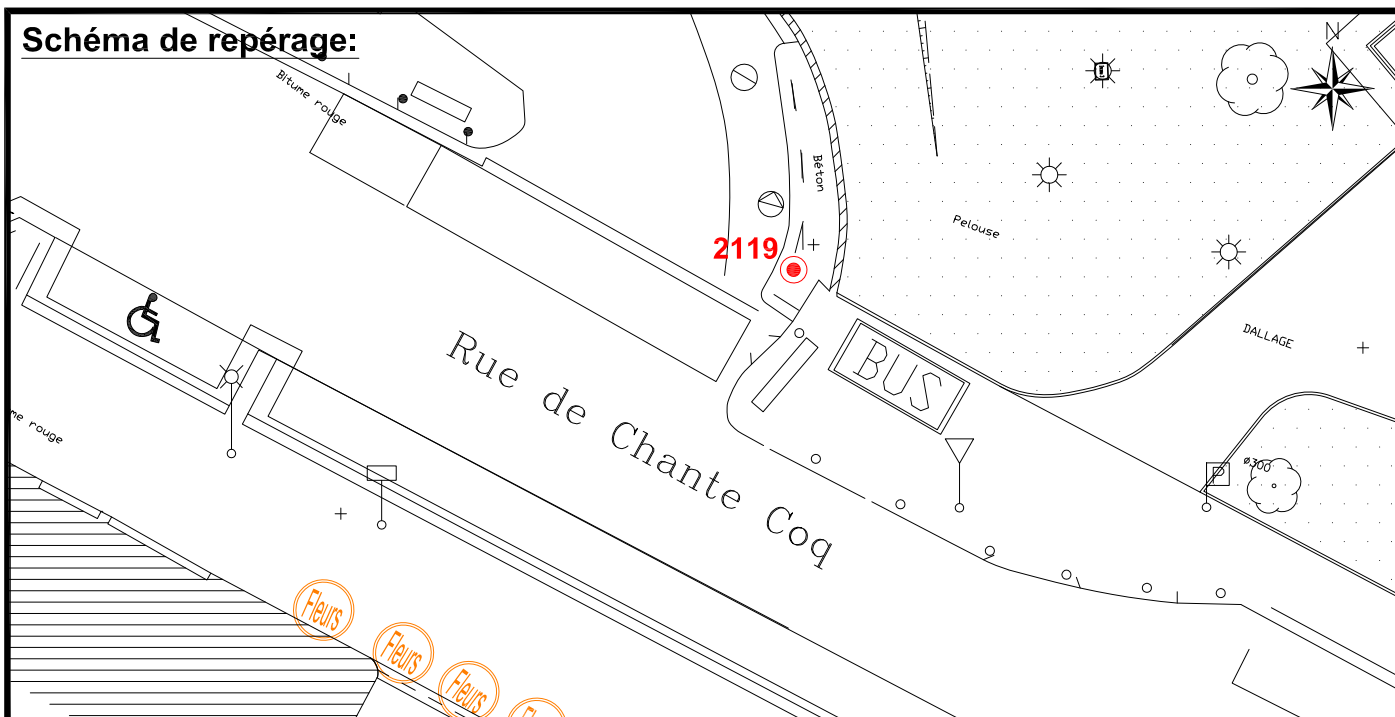 Schéma de repérage:
N
Bitume rouge
Béton
Pelouse
2119
DALLAGE
BUS
Rue de Chante Coq
me rouge
ø300
Fleurs
Fleurs
Fleurs